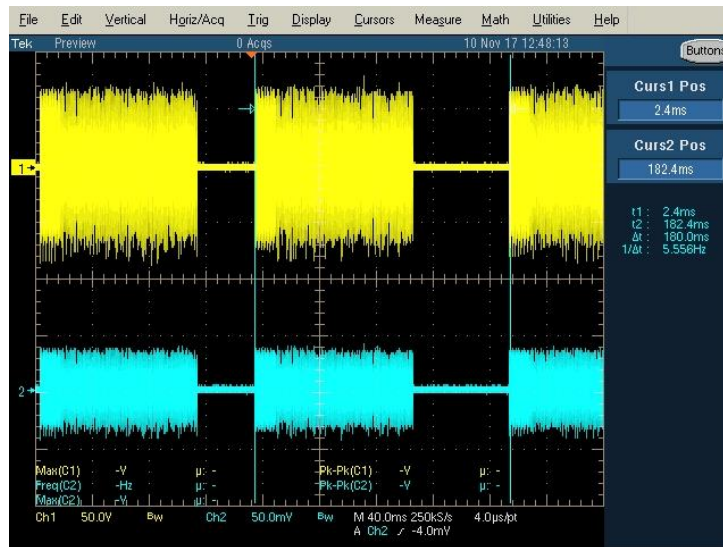 File Edit Vertical Horiz/Acq Trig Display Cursors Measure Math Utilities Help
Tek Preview 0 Acqs 10 Nov 17 12:48:13
Buttons
Curs1 Pos
2.4ms
Curs2 Pos
182.4ms
t1: 2.4ms
t2: 182.4ms
Δt: 180.0ms
1/Δt: 5.556Hz
1
2
Max(C1) -V µ: - Pk-Pk(C1) -V µ: -
Freq(C2) -Hz µ: - Pk-Pk(C2) -V µ: -
Max(C2) -V µ: -
Ch1 50.0V Bw Ch2 50.0mV Bw M 40.0ms 250kS/s 4.0µs/pt
A Ch2 -4.0mV